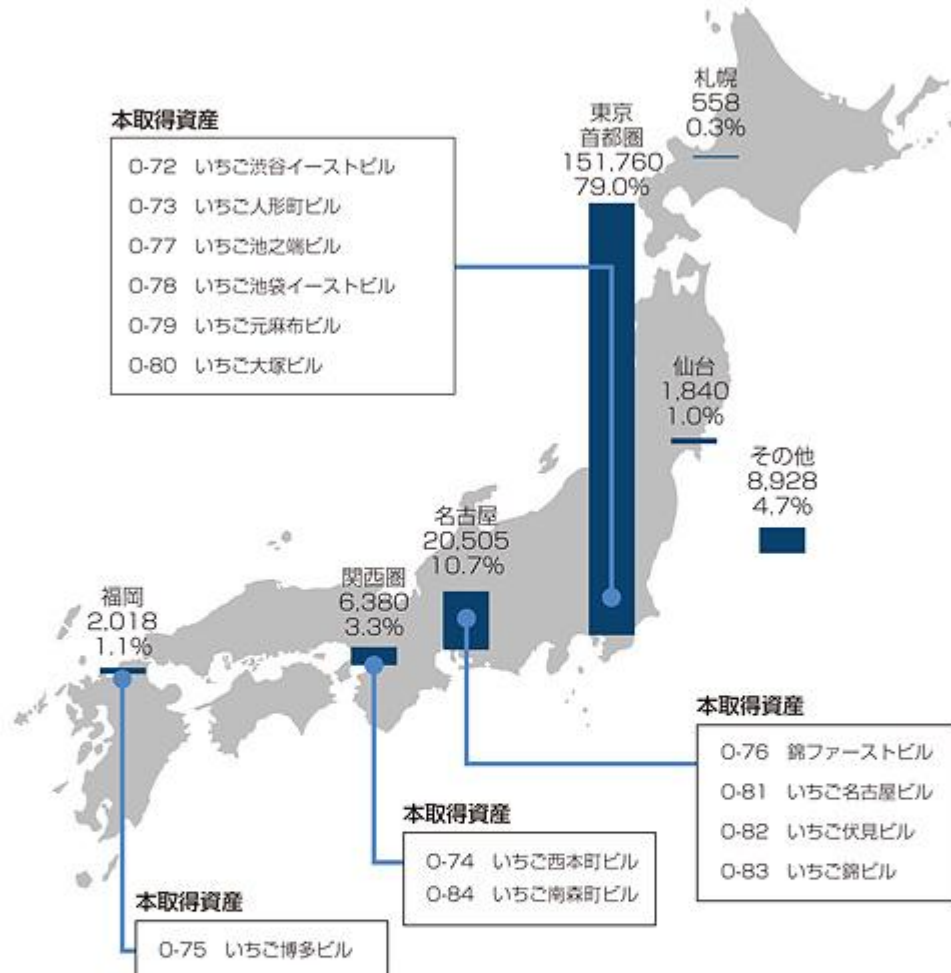 札幌
558
0.3%
東京
首都圏
151,760
79.0%
本取得資産
O-72 いちご渋谷イーストビル
O-73 いちご人形町ビル
O-77 いちご池之端ビル
O-78 いちご池袋イーストビル
O-79 いちご元麻布ビル
O-80 いちご大塚ビル
仙台
1,840
1.0%
その他
8,928
4.7%
名古屋
20,505
10.7%
関西圏
6,380
3.3%
福岡
2,018
1.1%
本取得資産
O-76 錦ファーストビル
O-81 いちご名古屋ビル
O-82 いちご伏見ビル
O-83 いちご錦ビル
本取得資産
O-74 いちご西本町ビル
O-84 いちご南森町ビル
本取得資産
O-75 いちご博多ビル